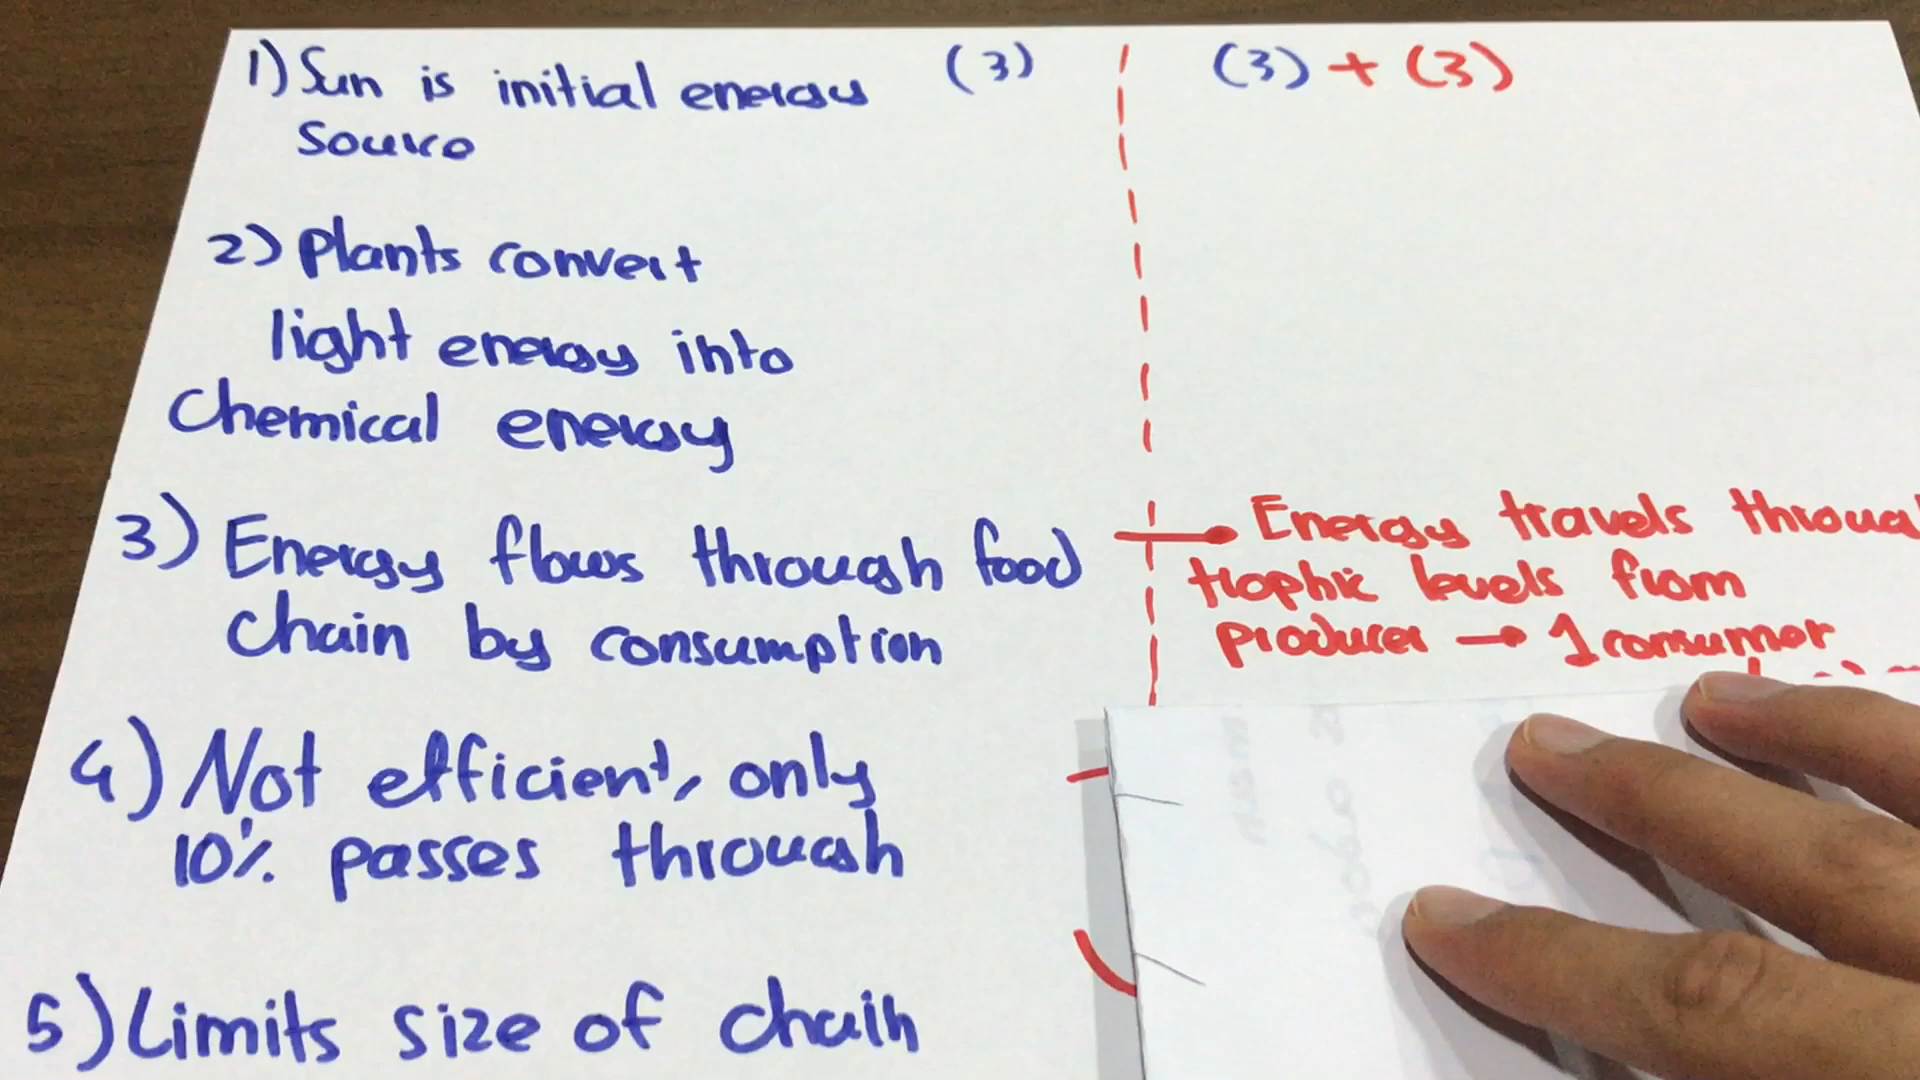 1) Sun is initial energy (3)
source
2) Plants convert
light energy into
Chemical energy
3) Energy flows through food
chain by consumption
4) Not efficient, only
10% passes through
5) Limits size of chain
(3) + (3)
Energy travels through
trophic levels from
producer → 1 consumer